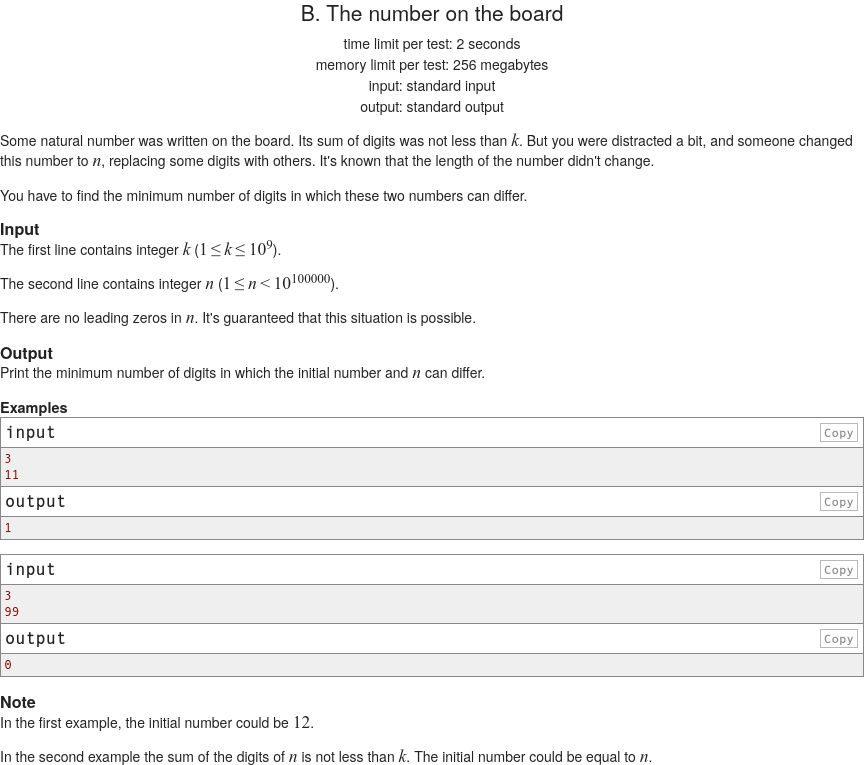 B. The number on the board
time limit per test: 2 seconds
memory limit per test: 256 megabytes
input: standard input
output: standard output
Some natural number was written on the board. Its sum of digits was not less than k. But you were distracted a bit, and someone changed
this number to n, replacing some digits with others. It's known that the length of the number didn't change.
You have to find the minimum number of digits in which these two numbers can differ.
Input
The first line contains integer k (1 ≤ k ≤ 10^9).
The second line contains integer n (1 ≤ n < 10^100000).
There are no leading zeros in n. It's guaranteed that this situation is possible.
Output
Print the minimum number of digits in which the initial number and n can differ.
Examples
input Copy
3
11
output Copy
1
input Copy
3
99
output Copy
0
Note
In the first example, the initial number could be 12.
In the second example the sum of the digits of n is not less than k. The initial number could be equal to n.